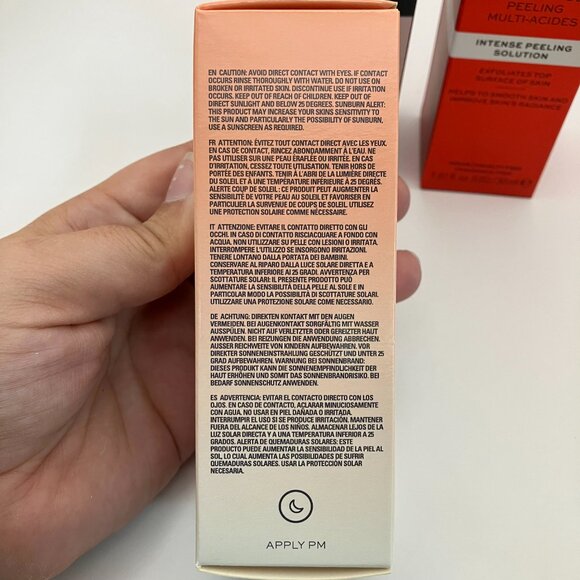 EN CAUTION: AVOID DIRECT CONTACT WITH EYES. IF CONTACT
OCCURS RINSE THOROUGHLY WITH WATER. DO NOT USE ON
BROKEN OR IRRITATED SKIN. DISCONTINUE USE IF IRRITATION
OCCURS. KEEP OUT OF REACH OF CHILDREN. KEEP OUT OF
DIRECT SUNLIGHT AND BELOW 25 DEGREES. SUNBURN ALERT:
THIS PRODUCT MAY INCREASE YOUR SKINS SENSITIVITY TO
THE SUN AND PARTICULARLY THE POSSIBILITY OF SUNBURN,
USE A SUNSCREEN AS REQUIRED.
FR ATTENTION: ÉVITEZ TOUT CONTACT DIRECT AVEC LES YEUX.
EN CAS DE CONTACT, RINCEZ ABONDAMMENT À L'EAU. NE
PAS UTILISER SUR UNE PEAU ÉRAFLÉE OU IRRITÉE. EN CAS
D'IRRITATION, CESSEZ TOUTE UTILISATION. TENIR HORS DE
PORTÉE DES ENFANTS. TENIR À L'ABRI DE LA LUMIÈRE DIRECTE
DU SOLEIL ET À UNE TEMPÉRATURE INFÉRIEURE À 25 DEGRÉS.
ALERTE COUP DE SOLEIL: CE PRODUIT PEUT AUGMENTER LA
SENSIBILITÉ DE VOTRE PEAU AU SOLEIL ET FAVORISER EN
PARTICULIER LA SURVENUE DE COUPS DE SOLEIL. UTILISEZ
UNE PROTECTION SOLAIRE COMME NÉCESSAIRE.
IT ATTENZIONE: EVITARE IL CONTATTO DIRETTO CON GLI
OCCHI. IN CASO DI CONTATTO RISCIACQUARE A FONDO CON
ACQUA. NON UTILIZZARE SU PELLE CON LESIONI O IRRITATA.
INTERROMPERE L'UTILIZZO SE INSORGONO IRRITAZIONI.
TENERE LONTANO DALLA PORTATA DEI BAMBINI.
CONSERVARE AL RIPARO DALLA LUCE SOLARE DIRETTA E A
TEMPERATURA INFERIORE AI 25 GRADI. AVVERTENZA PER
SCOTTATURE SOLARI: IL PRESENTE PRODOTTO PUÒ
AUMENTARE LA SENSIBILITÀ DELLA PELLE AL SOLE E IN
PARTICOLAR MODO LA POSSIBILITÀ DI SCOTTATURE SOLARI.
UTILIZZARE UNA PROTEZIONE SOLARE COME NECESSARIO.
DE ACHTUNG: DIREKTEN KONTAKT MIT DEN AUGEN
VERMEIDEN. BEI AUGENKONTAKT SORGFÄLTIG MIT WASSER
AUSSPÜLEN. NICHT AUF VERLETZTER ODER GEREIZTER HAUT
ANWENDEN. BEI REIZUNGEN DIE ANWENDUNG ABBRECHEN.
AUSSER REICHWEITE VON KINDERN AUFBEWAHREN. VOR
DIREKTER SONNENEINSTRAHLUNG GESCHÜTZT UND UNTER 25
GRAD AUFBEWAHREN. WARNUNG BEI SONNENBRAND:
DIESES PRODUKT KANN DIE SONNENEMPFINDLICHKEIT DER
HAUT ERHÖHEN UND SOMIT DAS SONNENBRANDRISIKO. BEI
BEDARF SONNENSCHUTZ ANWENDEN.
ES ADVERTENCIA: EVITAR EL CONTACTO DIRECTO CON LOS
OJOS. EN CASO DE CONTACTO, ACLARAR MINUCIOSAMENTE
CON AGUA. NO USAR EN PIEL DAÑADA O IRRITADA.
INTERRUMPIR EL USO SI SE PRODUCE IRRITACIÓN. MANTENER
FUERA DEL ALCANCE DE LOS NIÑOS. ALMACENAR LEJOS DE LA
LUZ SOLAR DIRECTA Y A UNA TEMPERATURA INFERIOR A 25
GRADOS. ALERTA DE QUEMADURAS SOLARES: ESTE
PRODUCTO PUEDE AUMENTAR LA SENSIBILIDAD DE LA PIEL AL
SOL, LO CUAL AUMENTA LAS POSIBILIDADES DE SUFRIR
QUEMADURAS SOLARES. USAR LA PROTECCIÓN SOLAR
NECESARIA.
APPLY PM
PEELING
MULTI-ACIDES
INTENSE PEELING
SOLUTION
EXFOLIATES TOP
SURFACE OF SKIN
HELPS TO SMOOTH SKIN AND
IMPROVE SKIN'S RADIANCE